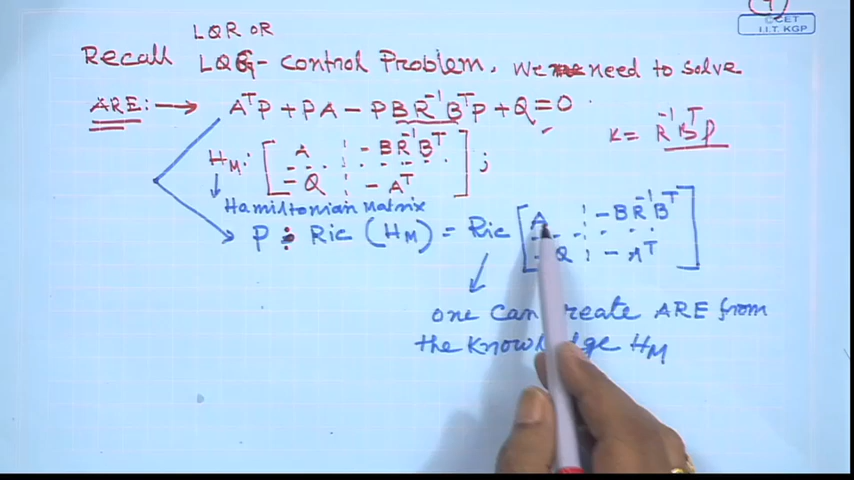 (7)
©CET
I.I.T. KGP
LQR OR
Recall LQG - Control Problem. We need to solve
ARE: → AᵀP + PA - PBR⁻¹BᵀP + Q = 0
K = R⁻¹BᵀP
H_M: [ A ¦ -BR⁻¹Bᵀ ; -Q ¦ -Aᵀ ] ;
Hamiltonian Matrix
P : Ric (H_M) = Ric [ A ¦ -BR⁻¹Bᵀ ; -Q ¦ -Aᵀ ]
one can create ARE from
the knowledge H_M